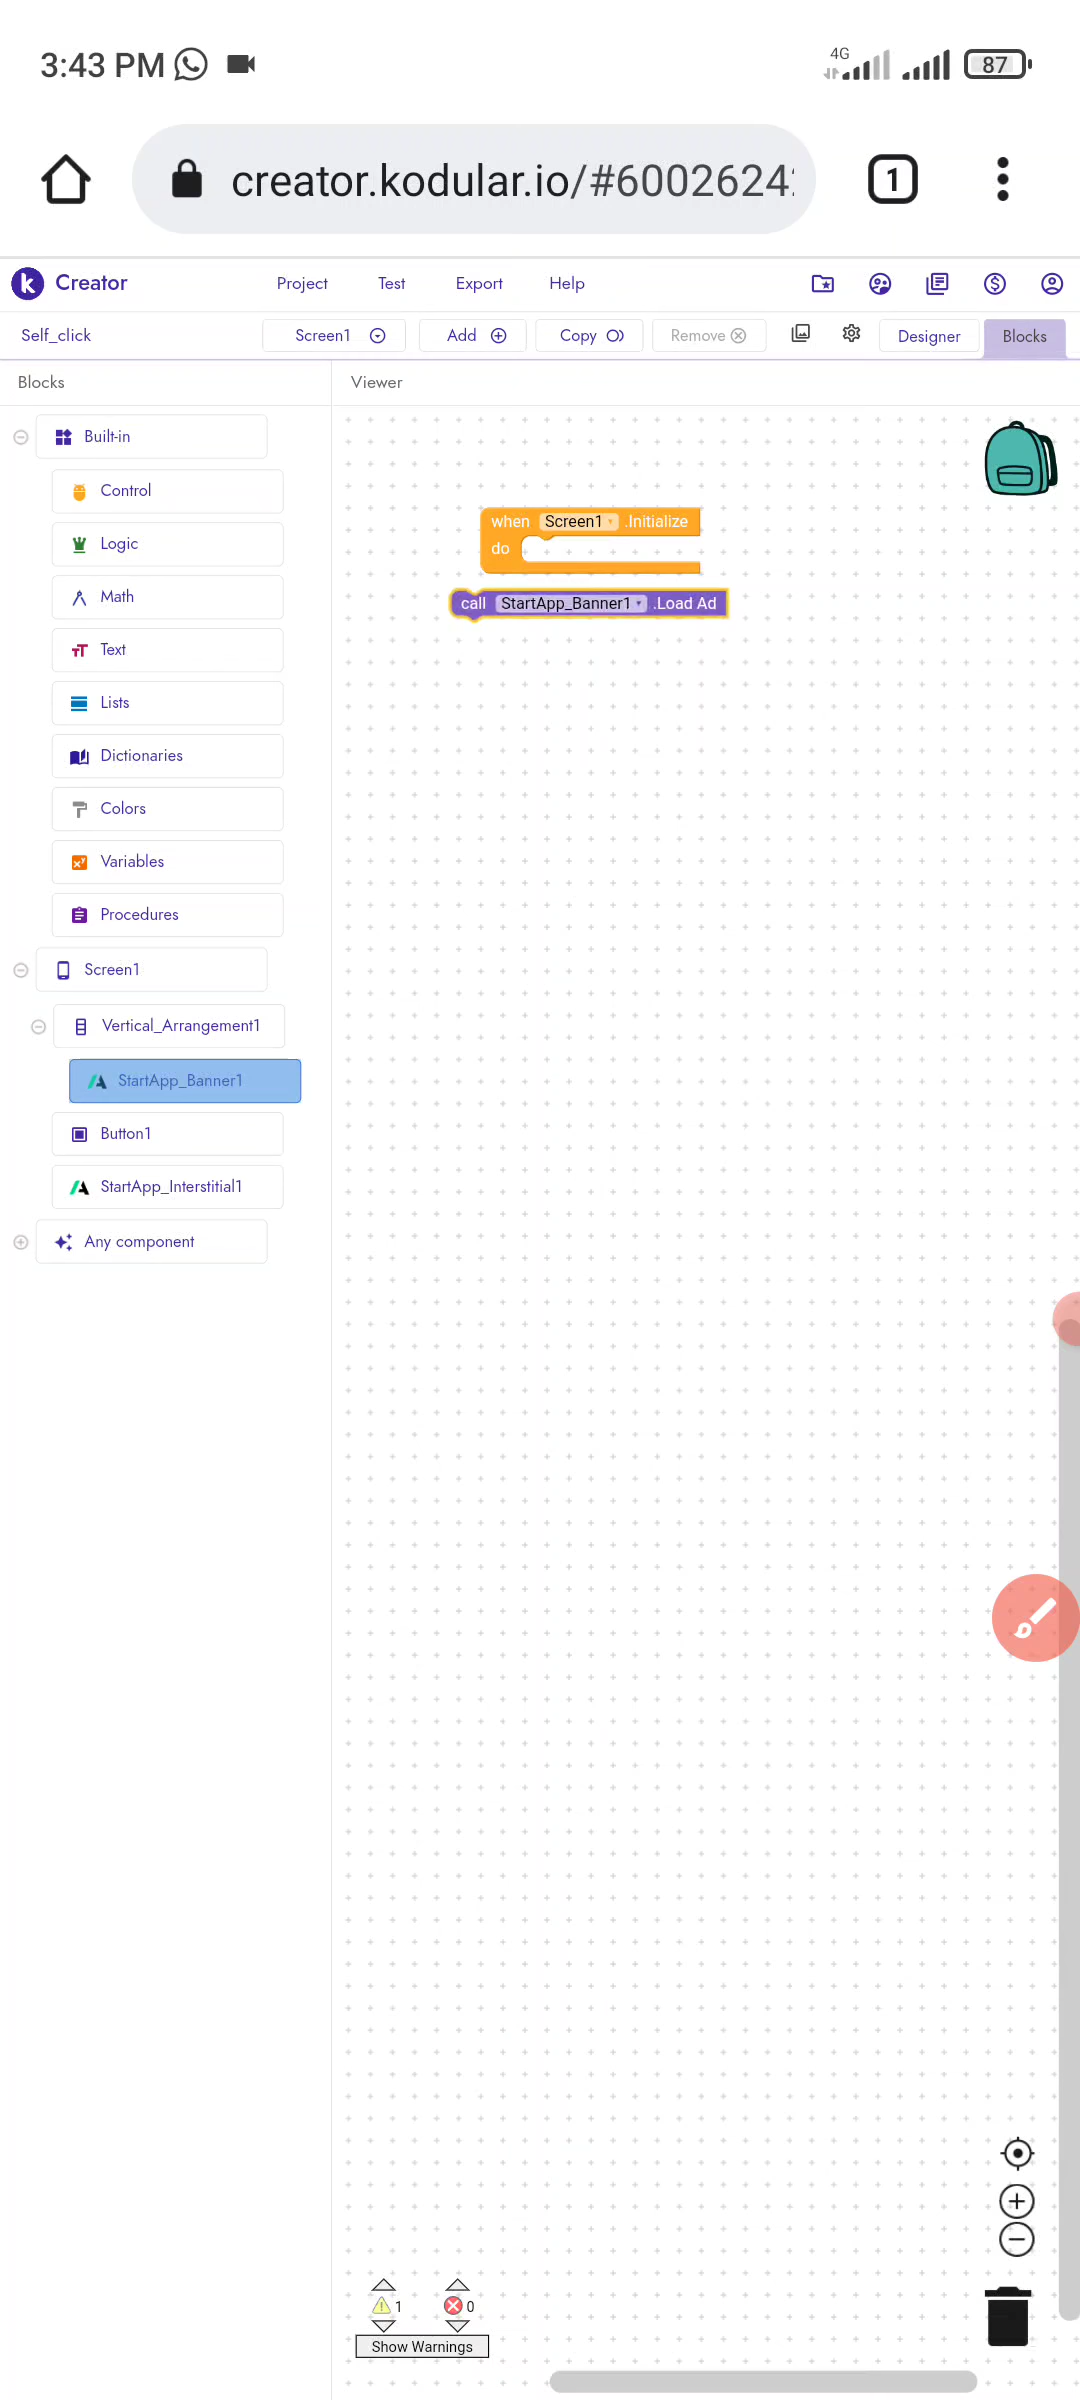 3:43 PM 4G 87
creator.kodular.io/#6002624
1
Creator Project Test Export Help
Self_click Screen1 Add Copy Remove Designer Blocks
Blocks Viewer
Built-in
Control
Logic
Math
Text
Lists
Dictionaries
Colors
Variables
Procedures
Screen1
Vertical_Arrangement1
StartApp_Banner1
Button1
StartApp_Interstitial1
Any component
when Screen1 .Initialize
do
call StartApp_Banner1 .Load Ad
1 0
Show Warnings